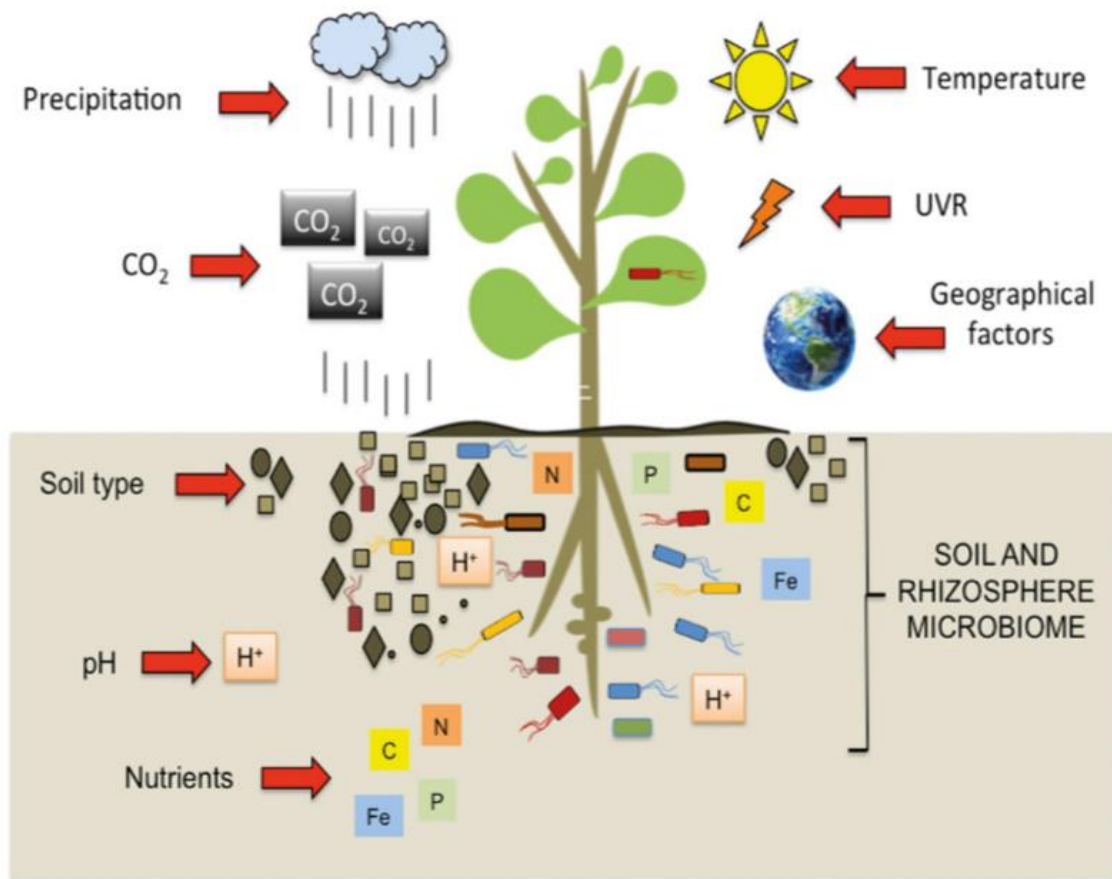 Precipitation
Temperature
CO₂
CO₂
CO₂
CO₂
UVR
Geographical
factors
Soil type
N
P
C
H⁺
Fe
SOIL AND
RHIZOSPHERE
MICROBIOME
pH
H⁺
H⁺
N
C
Nutrients
P
Fe